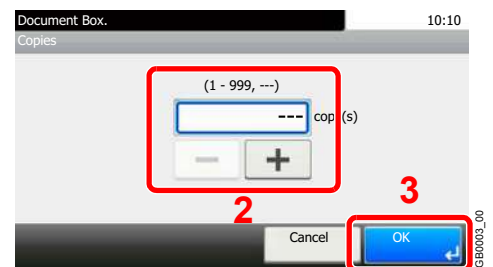 Document Box. 10:10
Copies
(1 - 999, ---)
--- cop (s)
− +
2
3
Cancel OK
GB0003_00